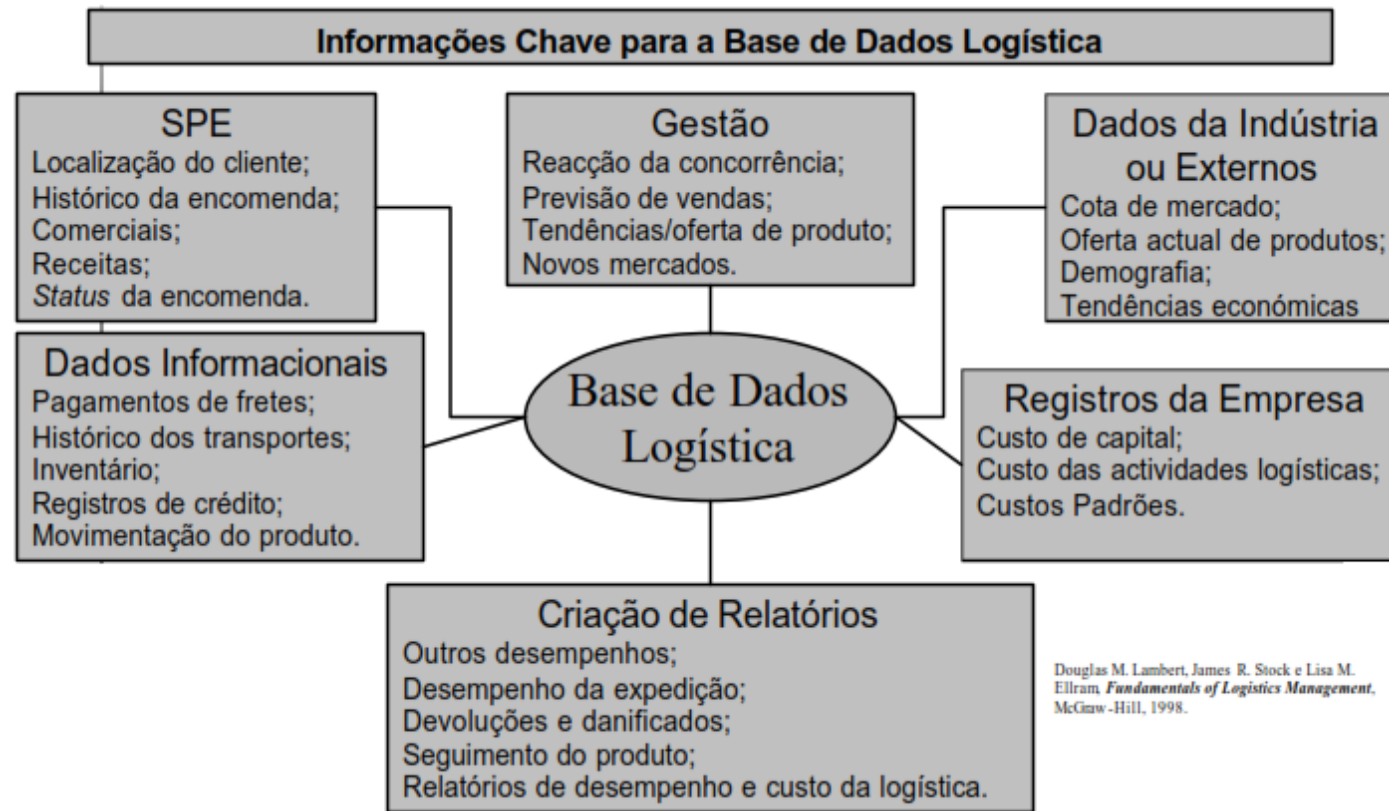 Informações Chave para a Base de Dados Logística
SPE
Localização do cliente;
Histórico da encomenda;
Comerciais;
Receitas;
Status da encomenda.
Gestão
Reacção da concorrência;
Previsão de vendas;
Tendências/oferta de produto;
Novos mercados.
Dados da Indústria
ou Externos
Cota de mercado;
Oferta actual de produtos;
Demografia;
Tendências económicas
Dados Informacionais
Pagamentos de fretes;
Histórico dos transportes;
Inventário;
Registros de crédito;
Movimentação do produto.
Base de Dados
Logística
Registros da Empresa
Custo de capital;
Custo das actividades logísticas;
Custos Padrões.
Criação de Relatórios
Outros desempenhos;
Desempenho da expedição;
Devoluções e danificados;
Seguimento do produto;
Relatórios de desempenho e custo da logística.
Douglas M. Lambert, James R. Stock e Lisa M.
Ellram, Fundamentals of Logistics Management,
McGraw-Hill, 1998.